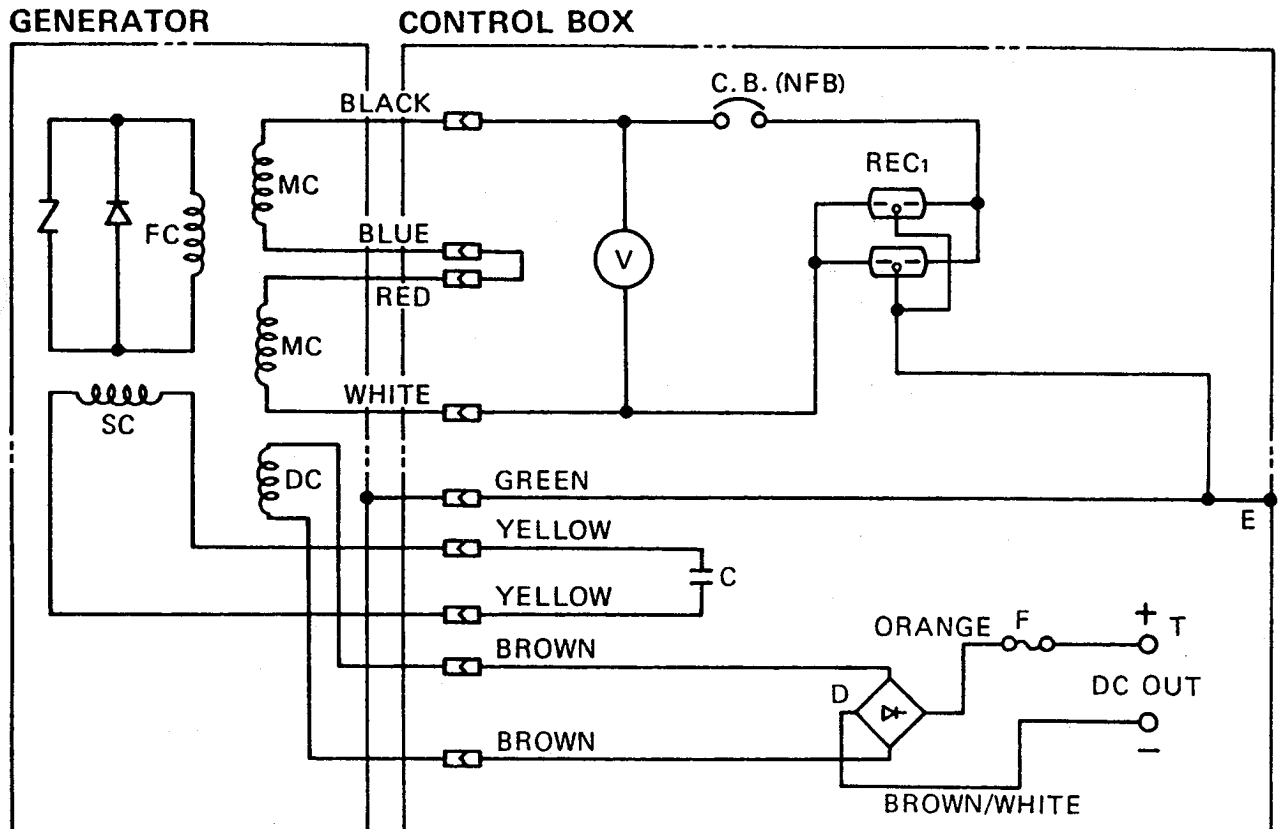 GENERATOR
CONTROL BOX
C.B. (NFB)
BLACK
REC1
MC
FC
BLUE
V
RED
MC
WHITE
SC
DC
GREEN
E
YELLOW
C
YELLOW
ORANGE
F
+
T
BROWN
D
DC OUT
BROWN
−
BROWN/WHITE